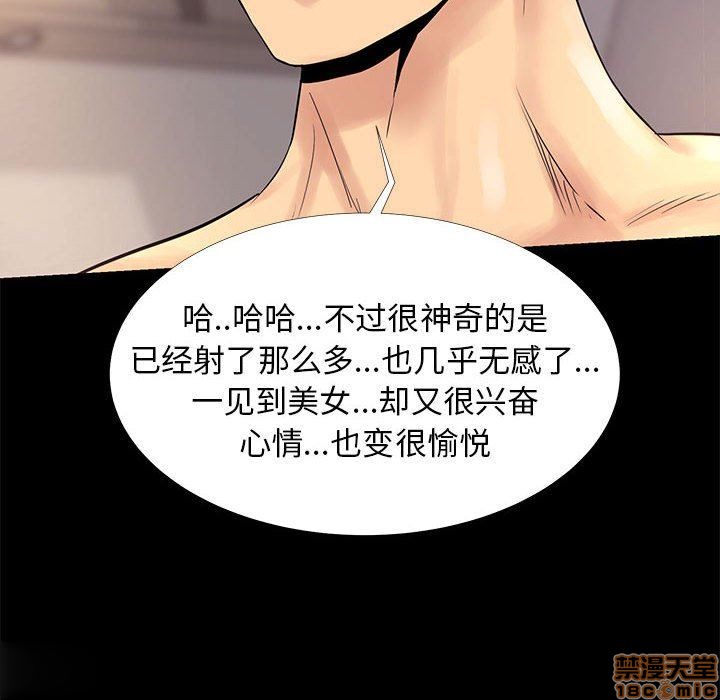 哈..哈哈...不过很神奇的是
已经射了那么多...也几乎无感了...
一见到美女...却又很兴奋
心情...也变很愉悦
禁漫天堂
18comic